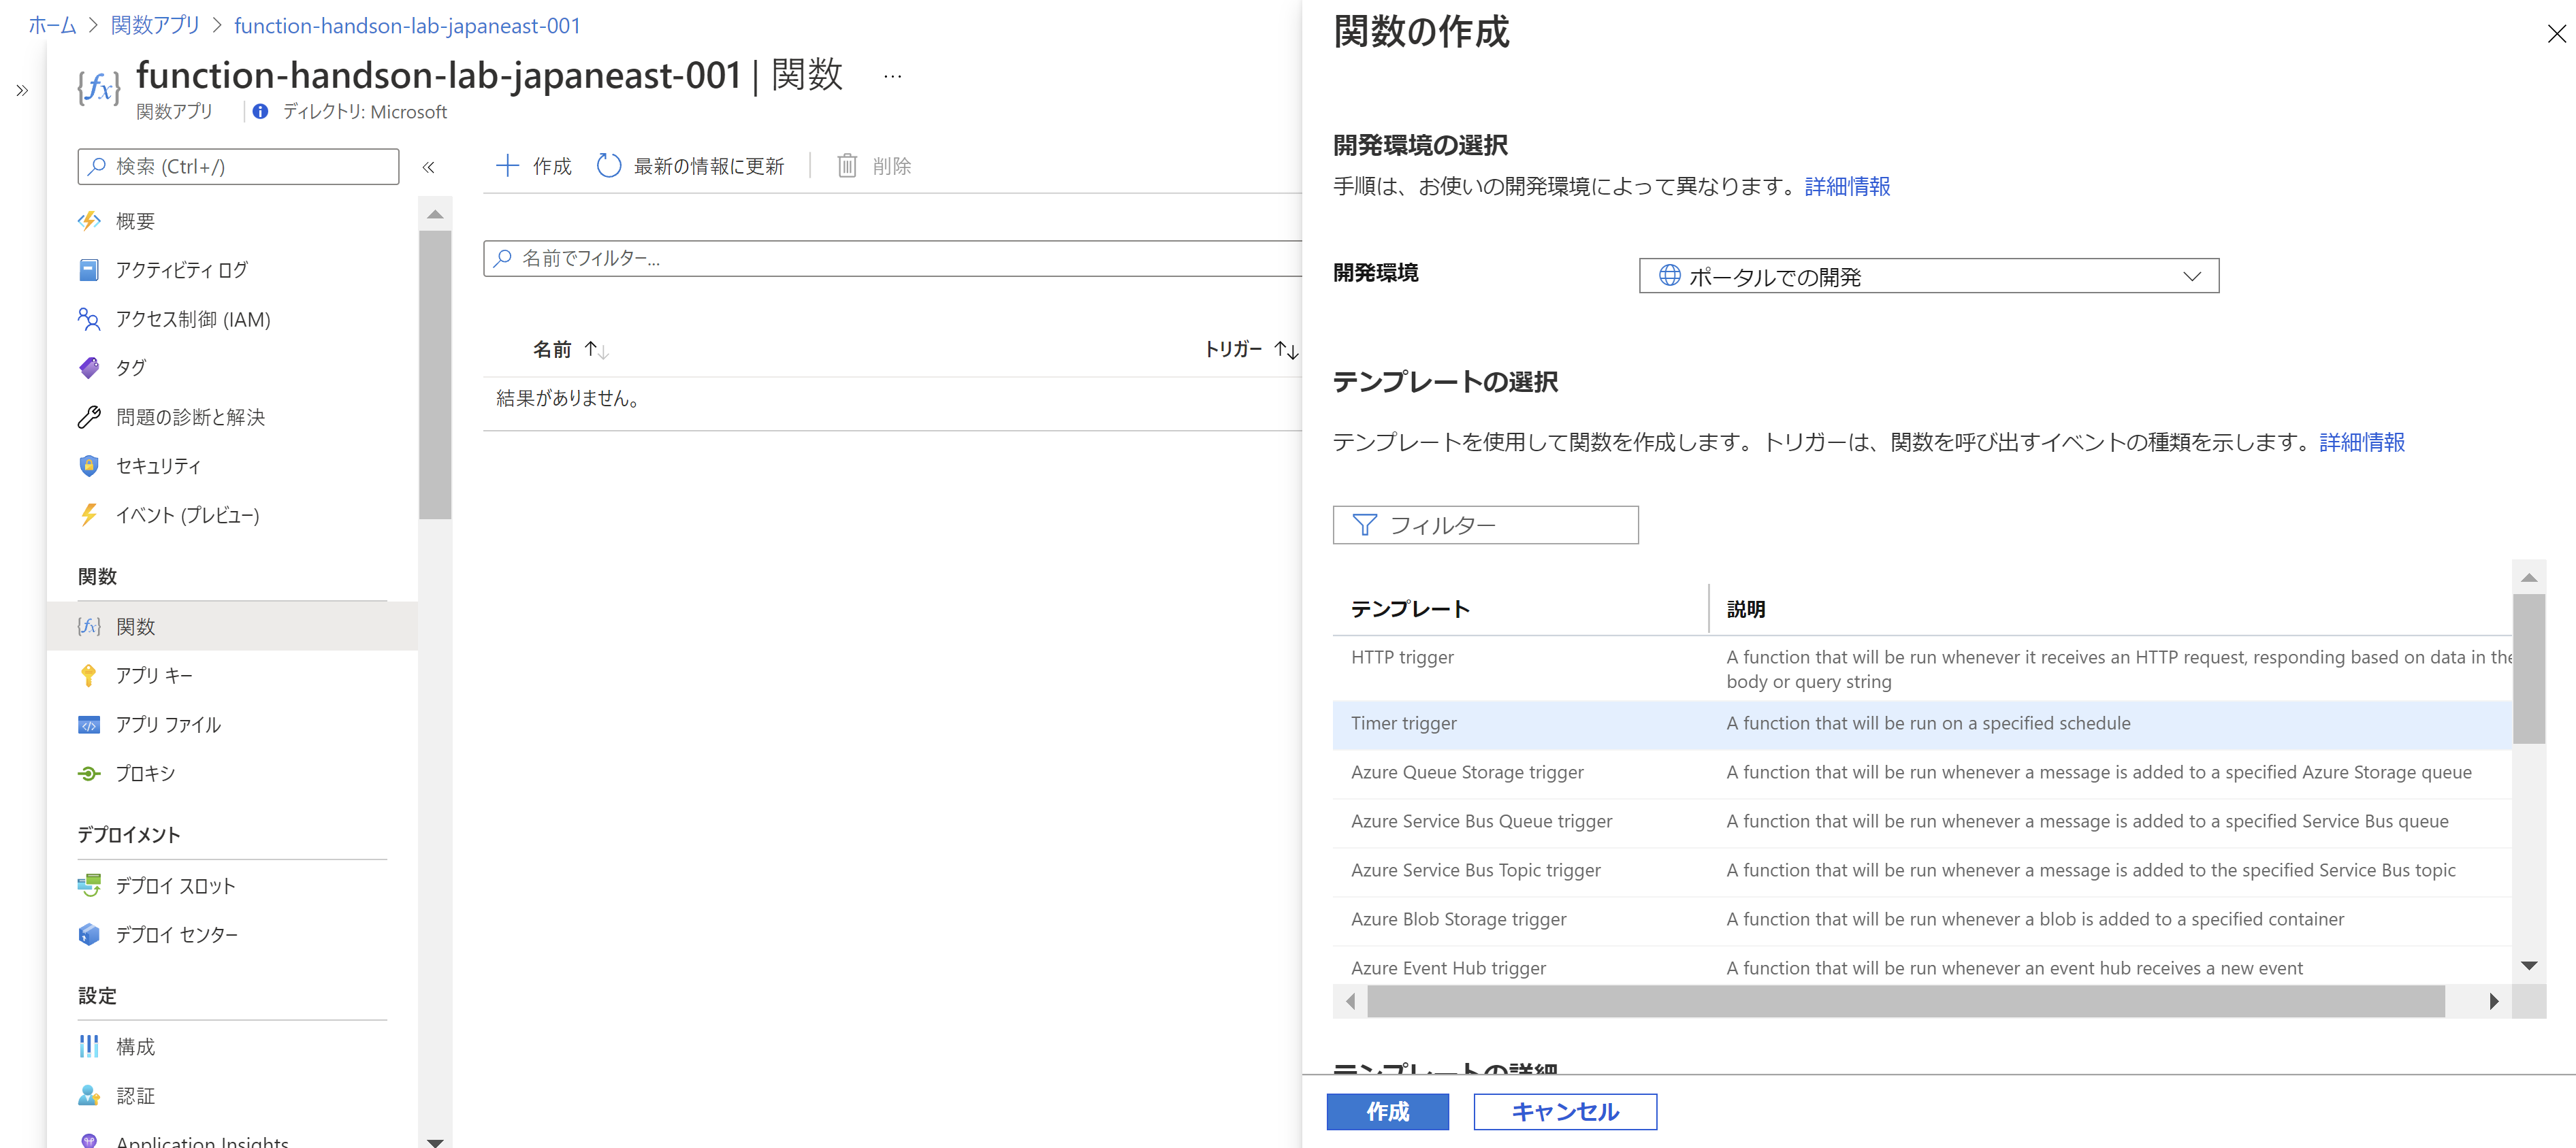 ホーム > 関数アプリ > function-handson-lab-japaneast-001
function-handson-lab-japaneast-001 | 関数 …
関数アプリ ディレクトリ: Microsoft
検索 (Ctrl+/)
概要
アクティビティ ログ
アクセス制御 (IAM)
タグ
問題の診断と解決
セキュリティ
イベント (プレビュー)
関数
関数
アプリ キー
アプリ ファイル
プロキシ
デプロイメント
デプロイ スロット
デプロイ センター
設定
構成
認証
Application Insights
作成 最新の情報に更新 削除
名前でフィルター...
名前 トリガー
結果がありません。
関数の作成
開発環境の選択
手順は、お使いの開発環境によって異なります。詳細情報
開発環境 ポータルでの開発
テンプレートの選択
テンプレートを使用して関数を作成します。トリガーは、関数を呼び出すイベントの種類を示します。詳細情報
フィルター
テンプレート 説明
HTTP trigger A function that will be run whenever it receives an HTTP request, responding based on data in the
body or query string
Timer trigger A function that will be run on a specified schedule
Azure Queue Storage trigger A function that will be run whenever a message is added to a specified Azure Storage queue
Azure Service Bus Queue trigger A function that will be run whenever a message is added to a specified Service Bus queue
Azure Service Bus Topic trigger A function that will be run whenever a message is added to the specified Service Bus topic
Azure Blob Storage trigger A function that will be run whenever a blob is added to a specified container
Azure Event Hub trigger A function that will be run whenever an event hub receives a new event
テンプレートの詳細
作成 キャンセル